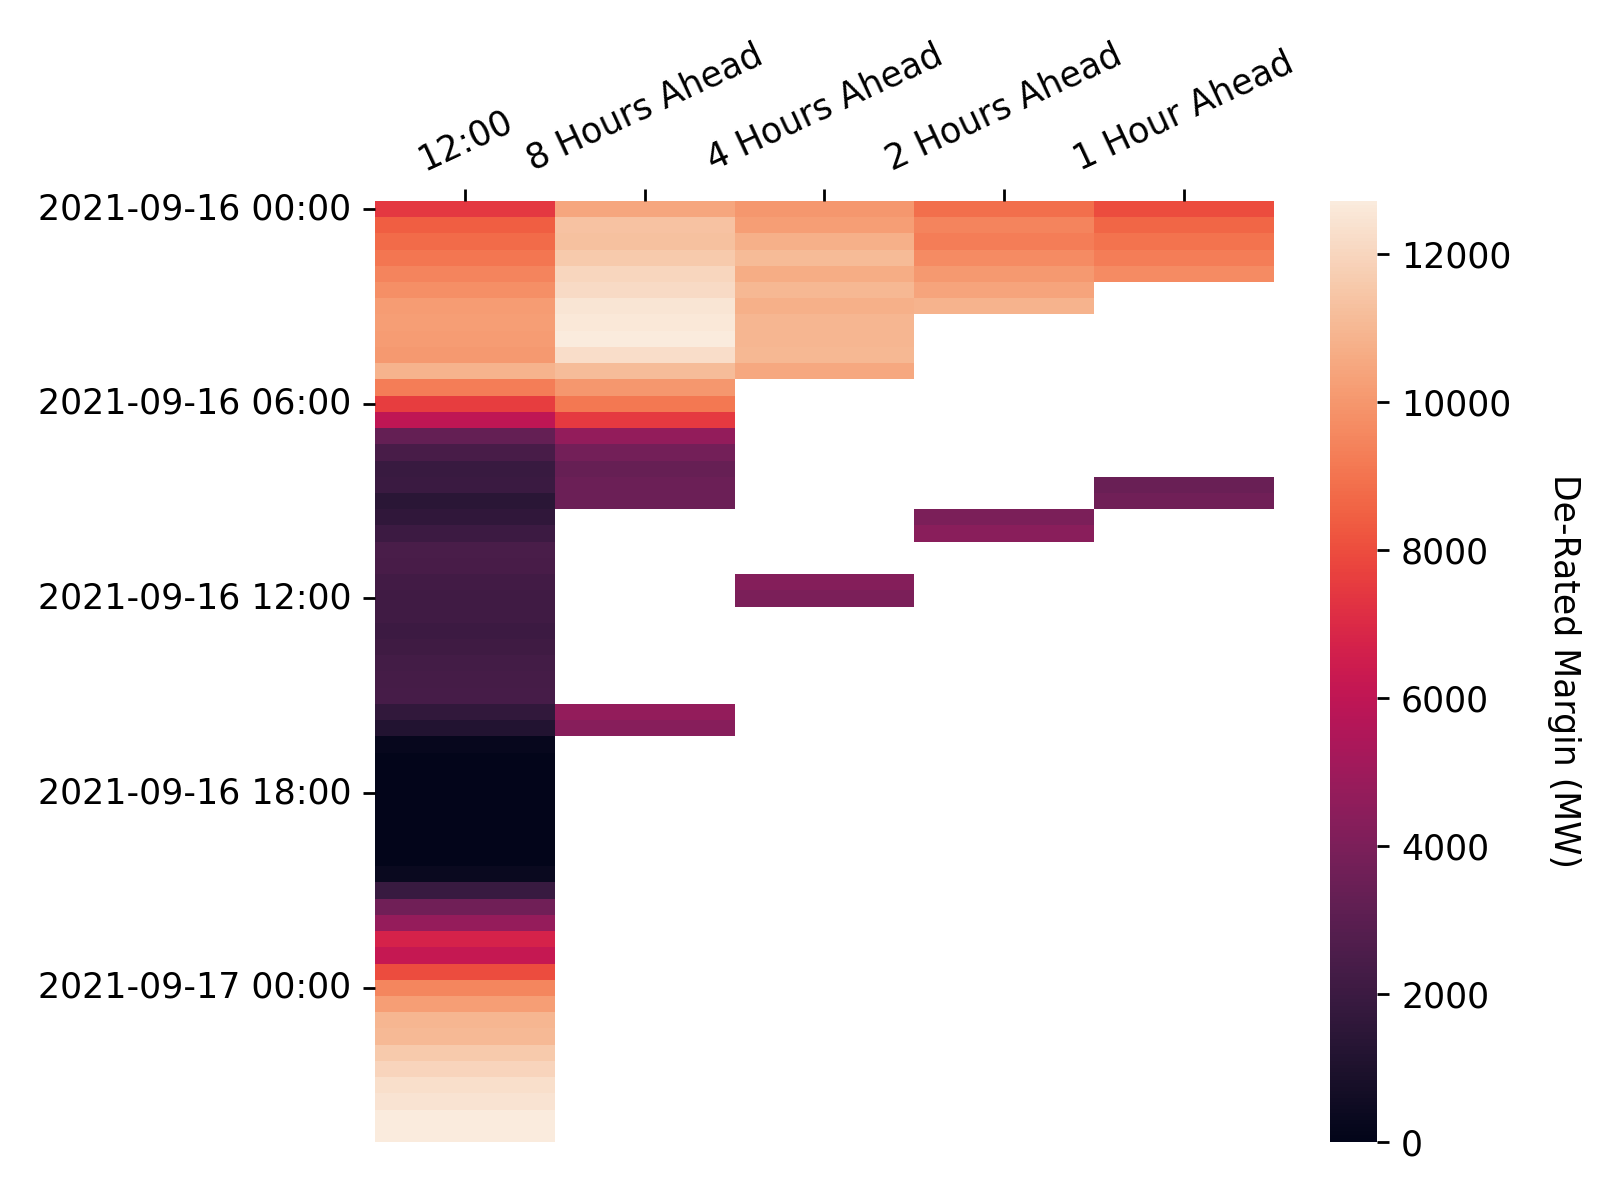 12:00
8 Hours Ahead
4 Hours Ahead
2 Hours Ahead
1 Hour Ahead
2021-09-16 00:00
2021-09-16 06:00
2021-09-16 12:00
2021-09-16 18:00
2021-09-17 00:00
12000
10000
8000
6000
4000
2000
0
De-Rated Margin (MW)